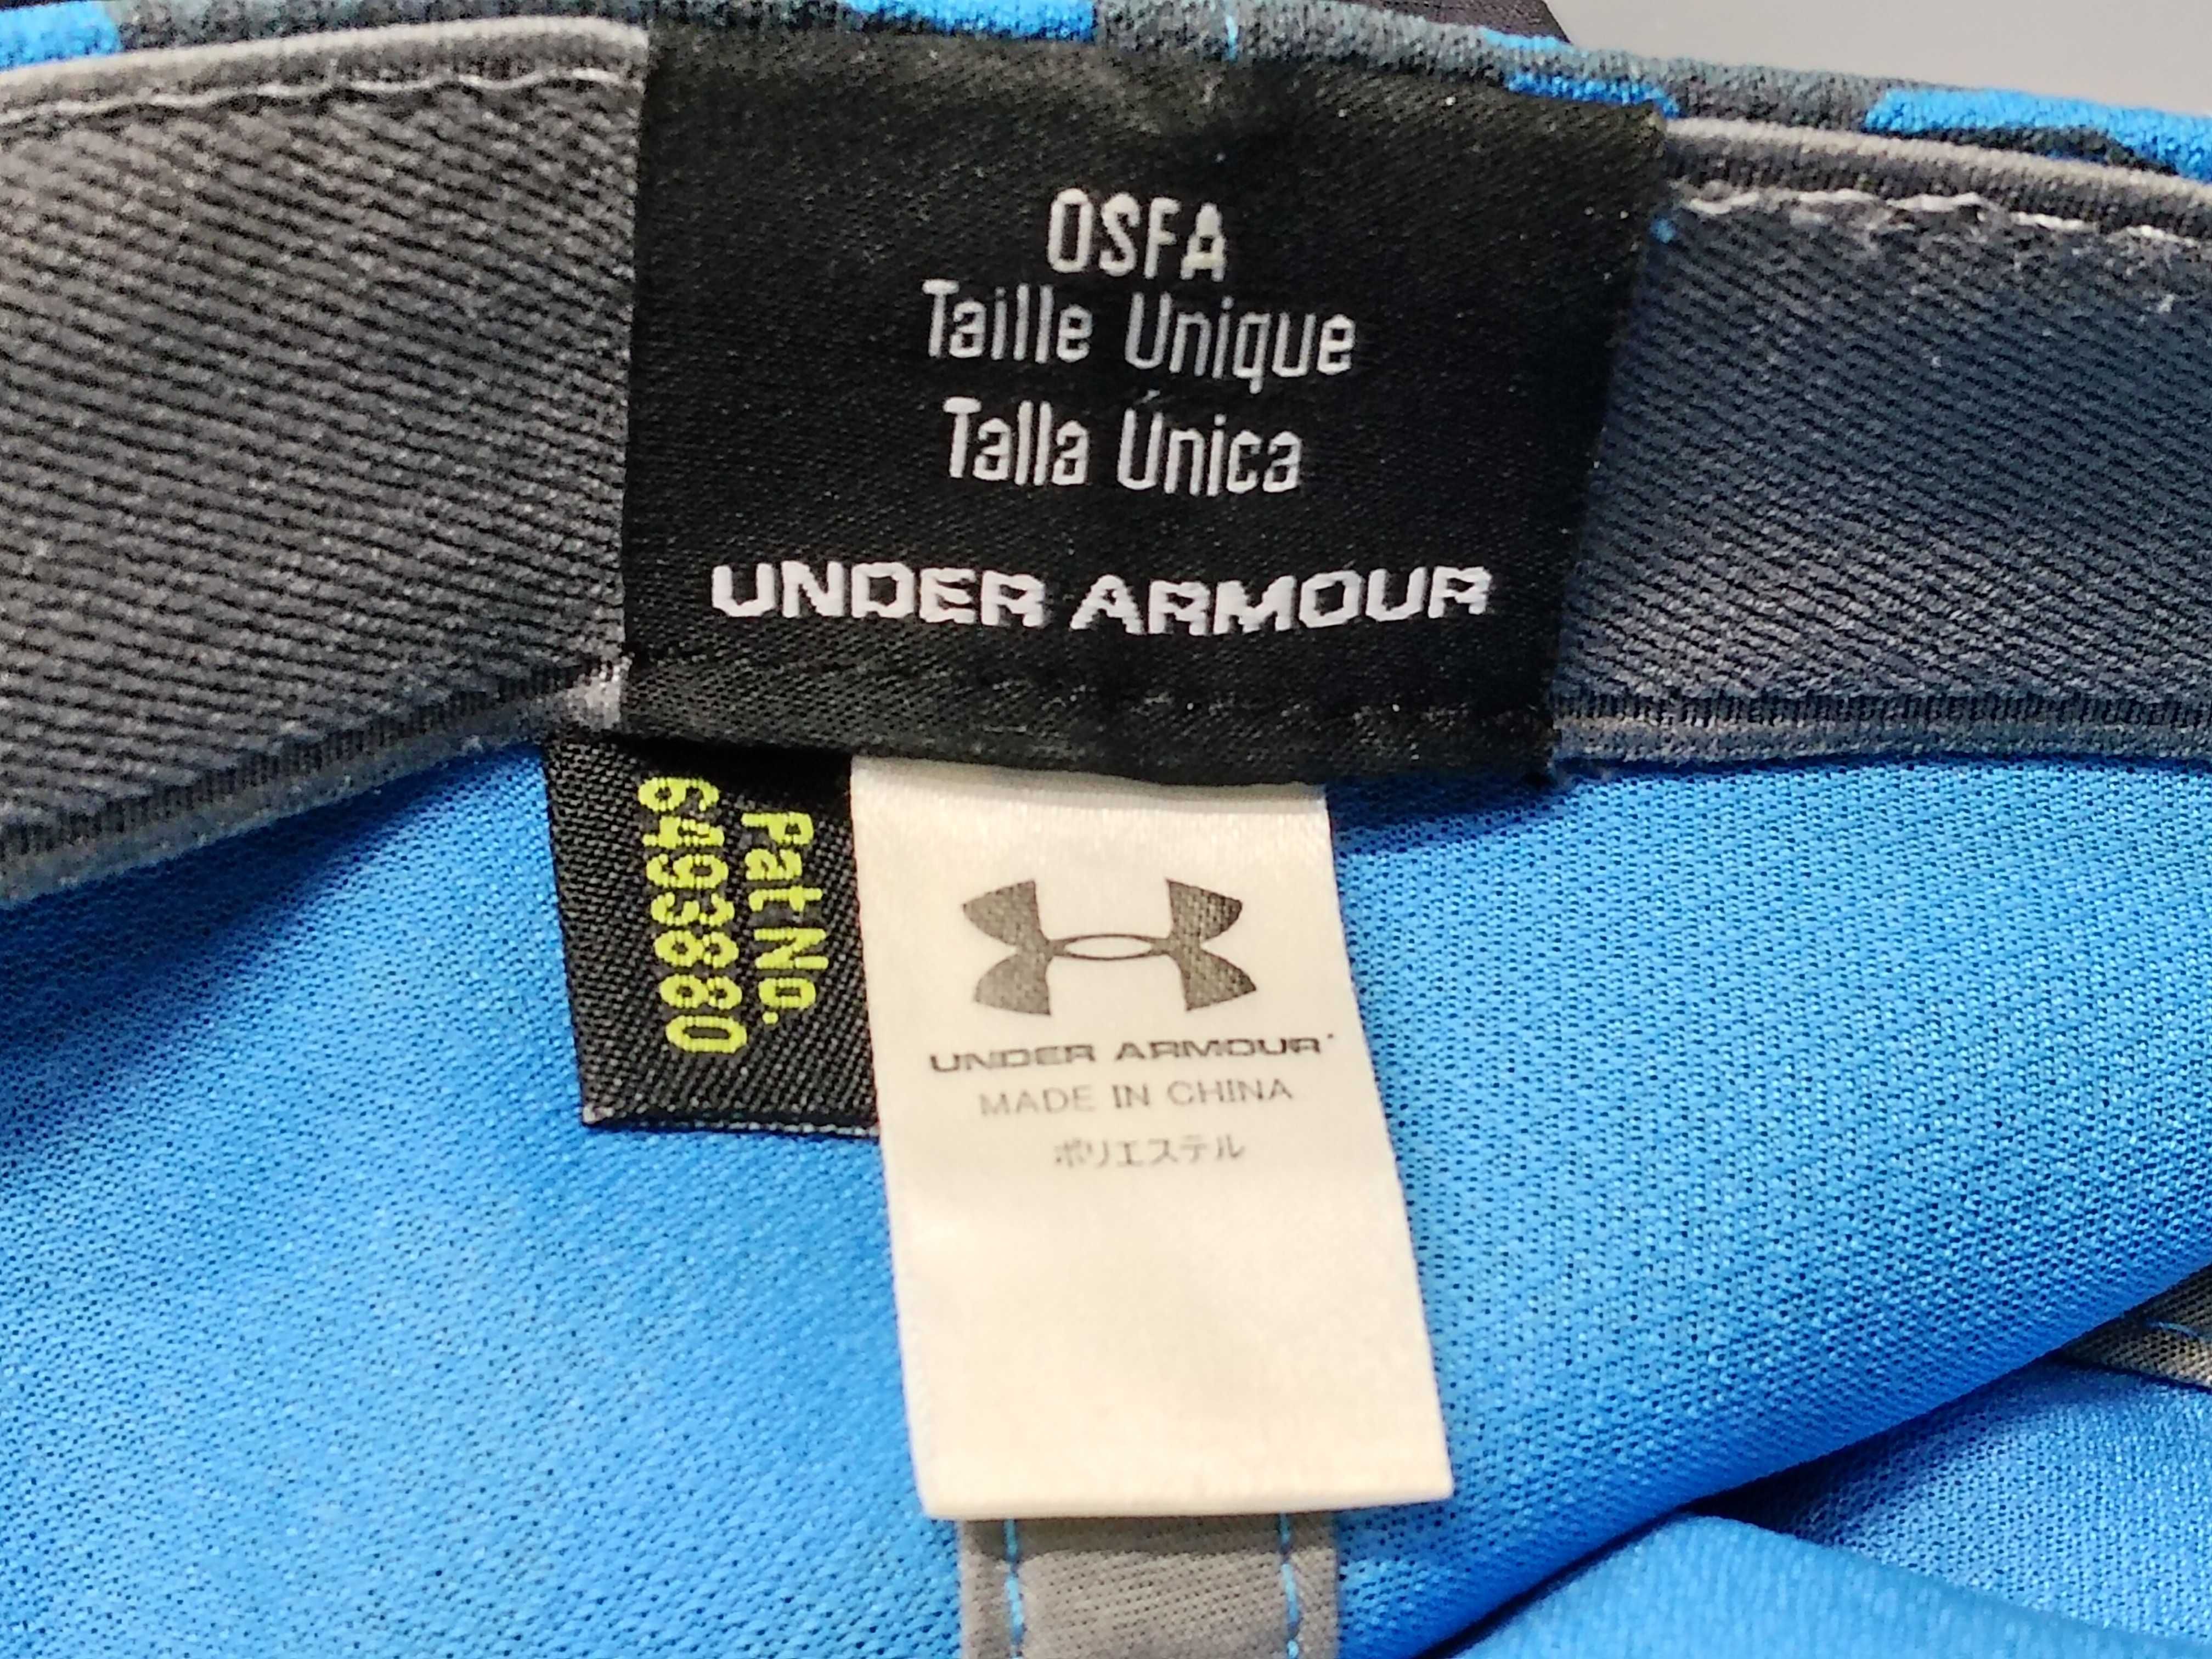 OSFA
Taille Unique
Talla Única
UNDER ARMOUR
Pat No.
6493880
UNDER ARMOUR
MADE IN CHINA
ポリエステル